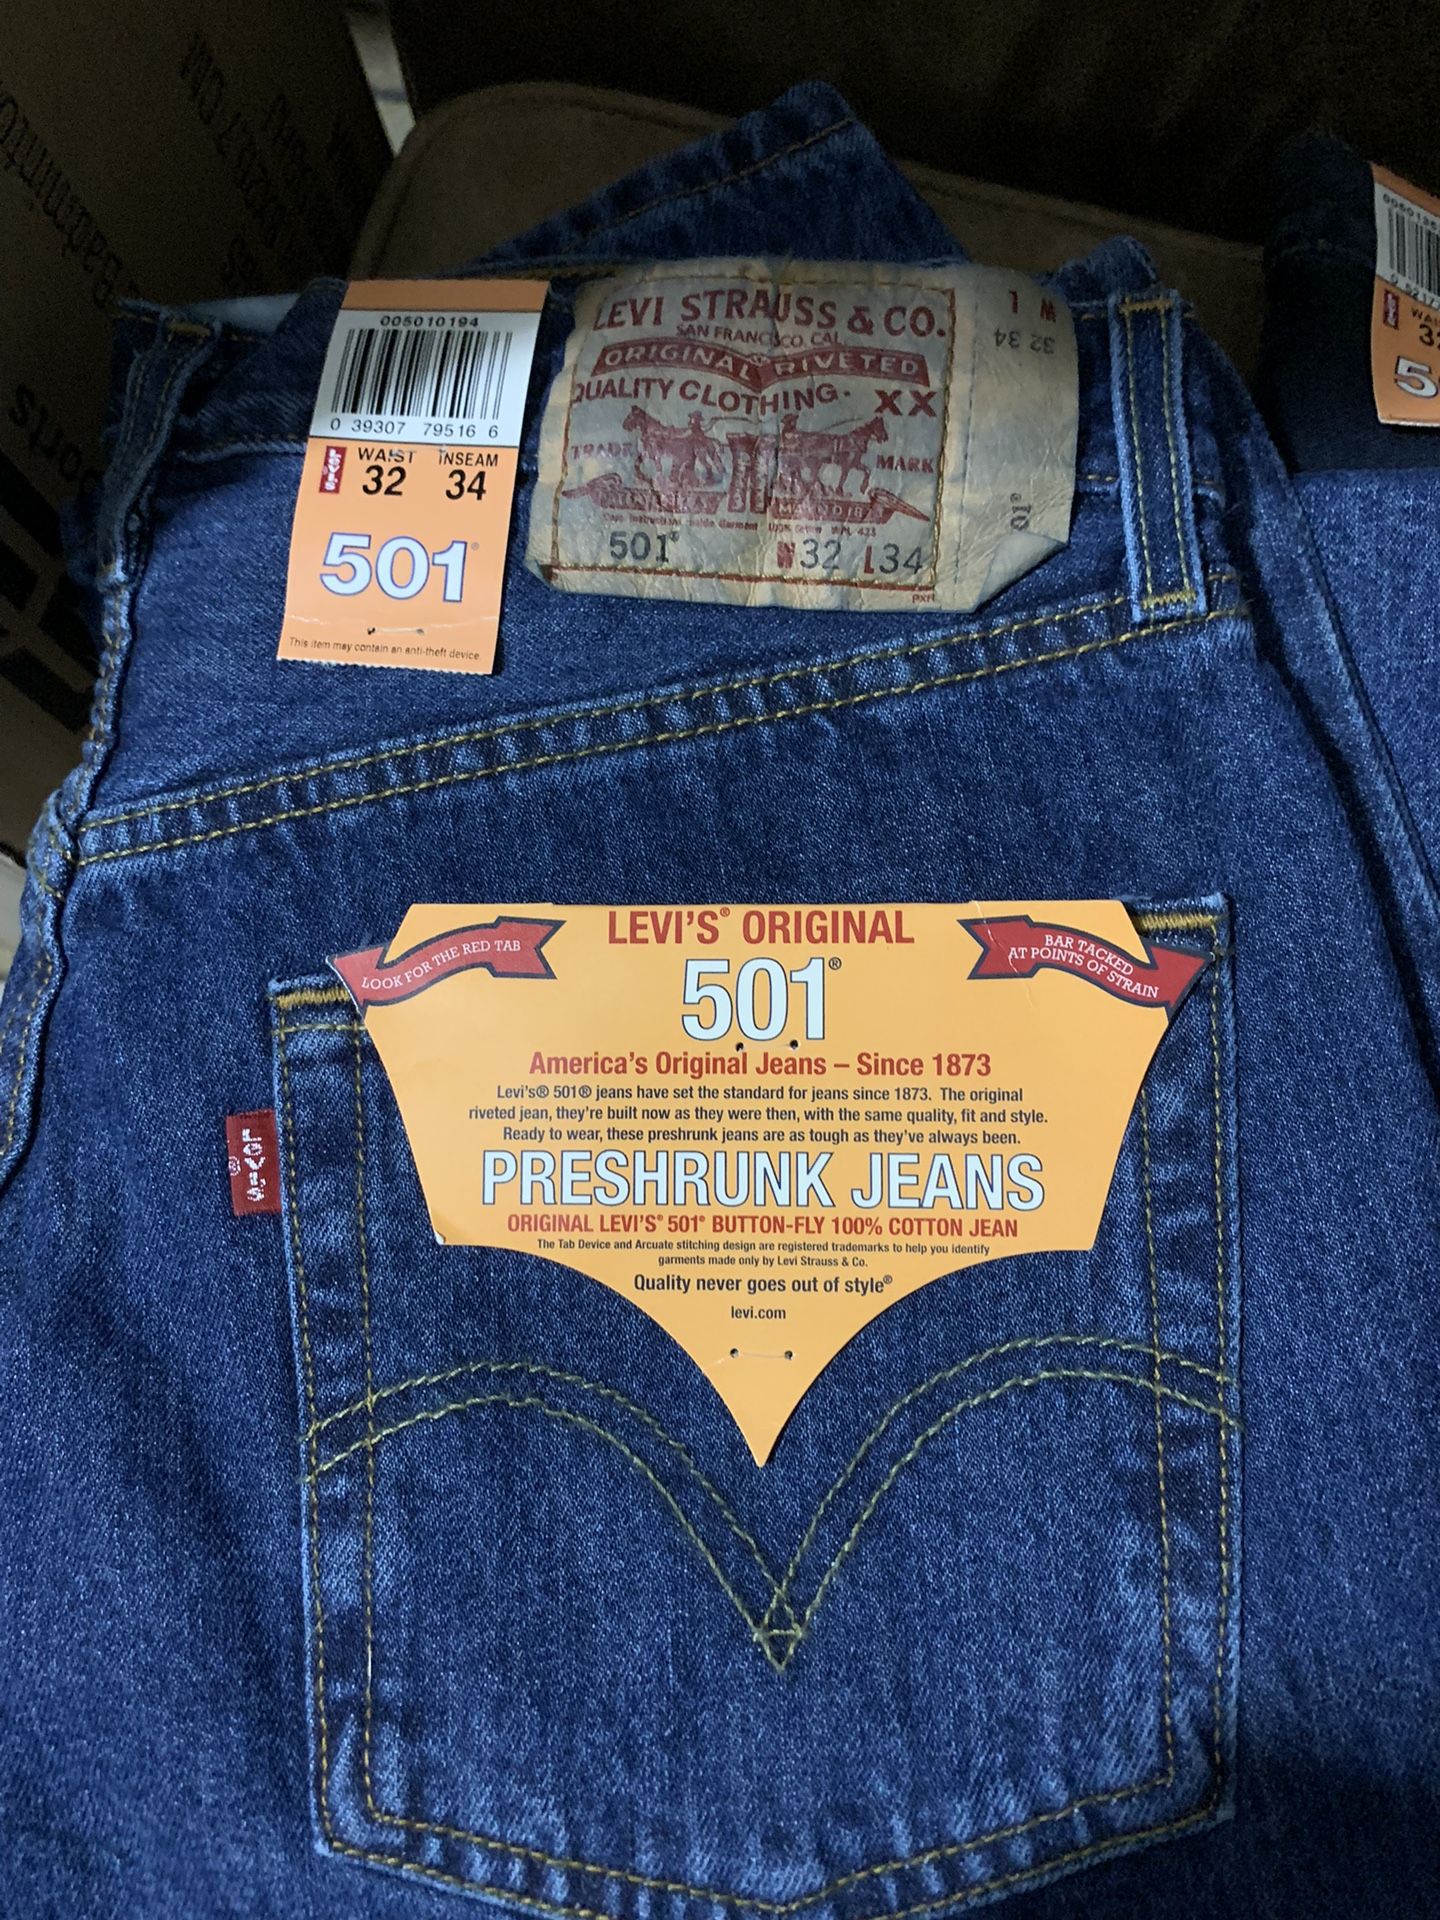 005010194
0 39307 79516 6
Levi's
WAIST INSEAM
32 34
501®
This item may contain an anti-theft device.
LEVI STRAUSS & CO.
SAN FRANCISCO, CAL.
ORIGINAL RIVETED
QUALITY CLOTHING. XX
TRADE MARK
501® W32 L34
32 34
LEVI'S® ORIGINAL
LOOK FOR THE RED TAB
BAR TACKED
AT POINTS OF STRAIN
501®
America's Original Jeans – Since 1873
Levi's® 501® jeans have set the standard for jeans since 1873. The original
riveted jean, they're built now as they were then, with the same quality, fit and style.
Ready to wear, these preshrunk jeans are as tough as they've always been.
PRESHRUNK JEANS
ORIGINAL LEVI'S® 501® BUTTON-FLY 100% COTTON JEAN
The Tab Device and Arcuate stitching design are registered trademarks to help you identify
garments made only by Levi Strauss & Co.
Quality never goes out of style®
levi.com
LEVI'S®